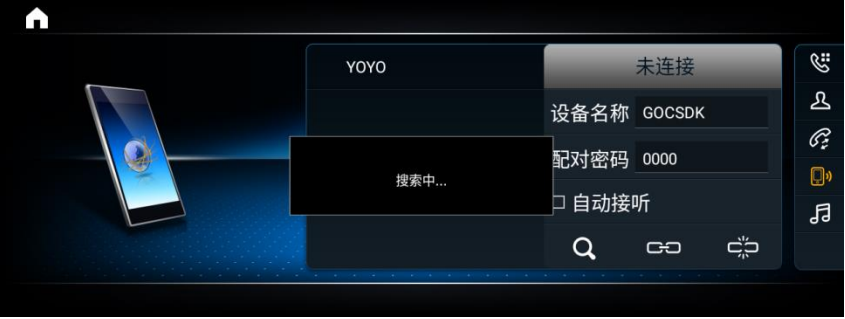 YOYO
未连接
设备名称 GOCSDK
配对密码 0000
搜索中...
自动接听